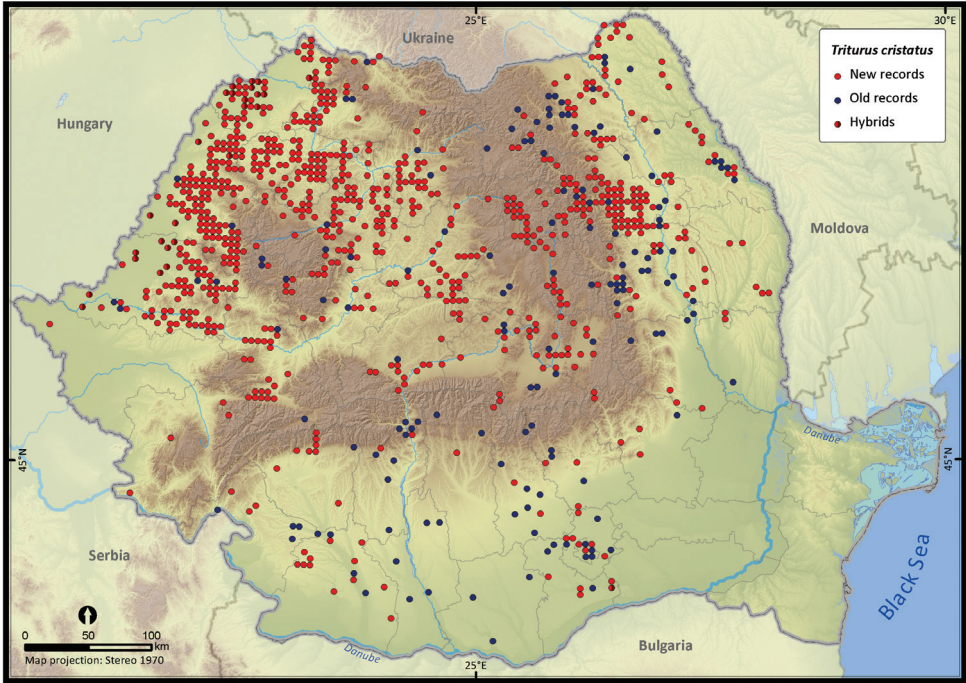 25°E
30°E
Ukraine
Triturus cristatus
New records
Old records
Hybrids
Hungary
Moldova
Danube
45°N
45°N
Serbia
Black Sea
0 50 100
km
Map projection: Stereo 1970
Danube
Bulgaria
25°E